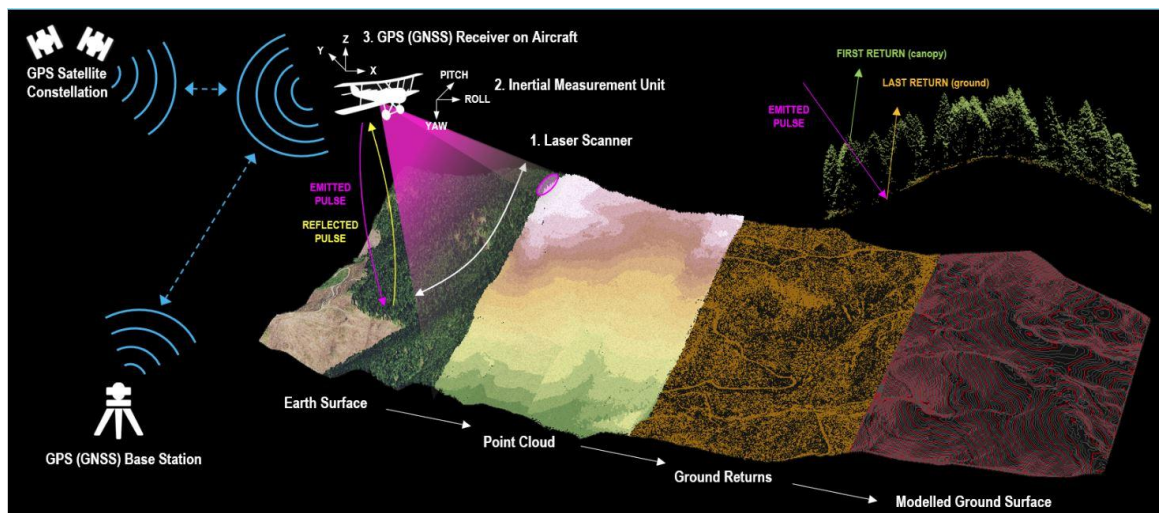 GPS Satellite
Constellation
3. GPS (GNSS) Receiver on Aircraft
Z
Y
X
2. Inertial Measurement Unit
PITCH
ROLL
YAW
1. Laser Scanner
EMITTED
PULSE
REFLECTED
PULSE
FIRST RETURN (canopy)
LAST RETURN (ground)
EMITTED
PULSE
GPS (GNSS) Base Station
Earth Surface
Point Cloud
Ground Returns
Modelled Ground Surface